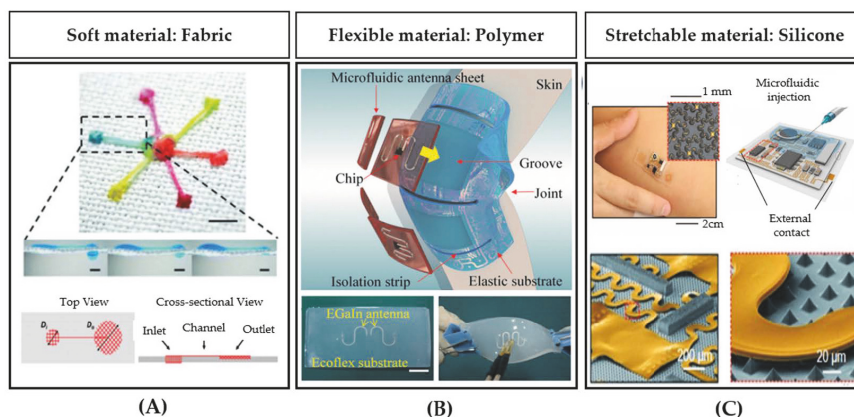 Soft material: Fabric
Flexible material: Polymer
Stretchable material: Silicone
Top View
Cross-sectional View
D_i
D_o
Inlet
Channel
Outlet
Microfluidic antenna sheet
Skin
Chip
Groove
Joint
Isolation strip
Elastic substrate
EGaIn antenna
Ecoflex substrate
1 mm
Microfluidic
injection
2cm
External
contact
200 µm
20 µm
(A)
(B)
(C)